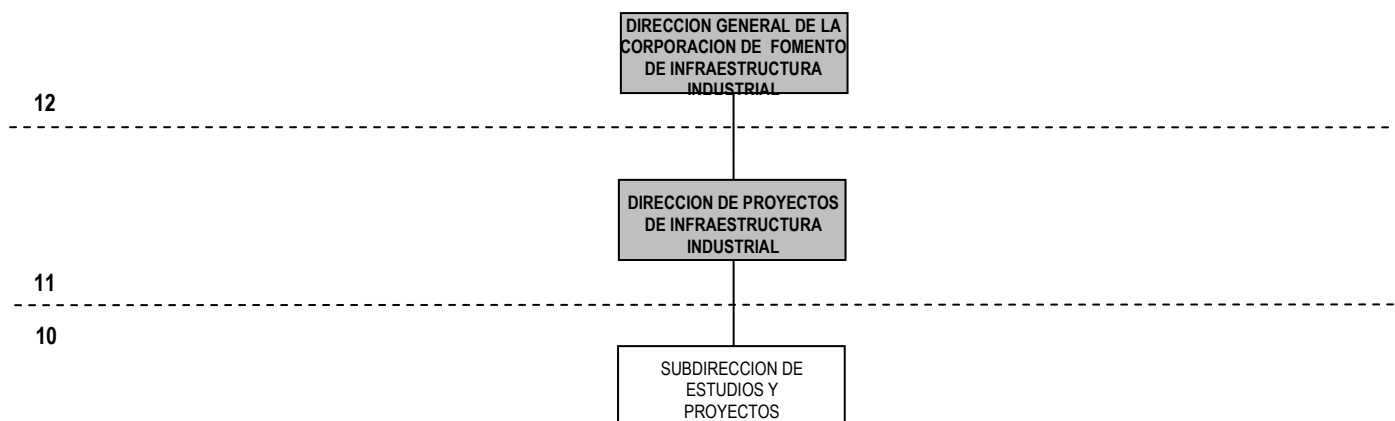 DIRECCION GENERAL DE LA
CORPORACION DE FOMENTO
DE INFRAESTRUCTURA
INDUSTRIAL
12
DIRECCION DE PROYECTOS
DE INFRAESTRUCTURA
INDUSTRIAL
11
10
SUBDIRECCION DE
ESTUDIOS Y
PROYECTOS